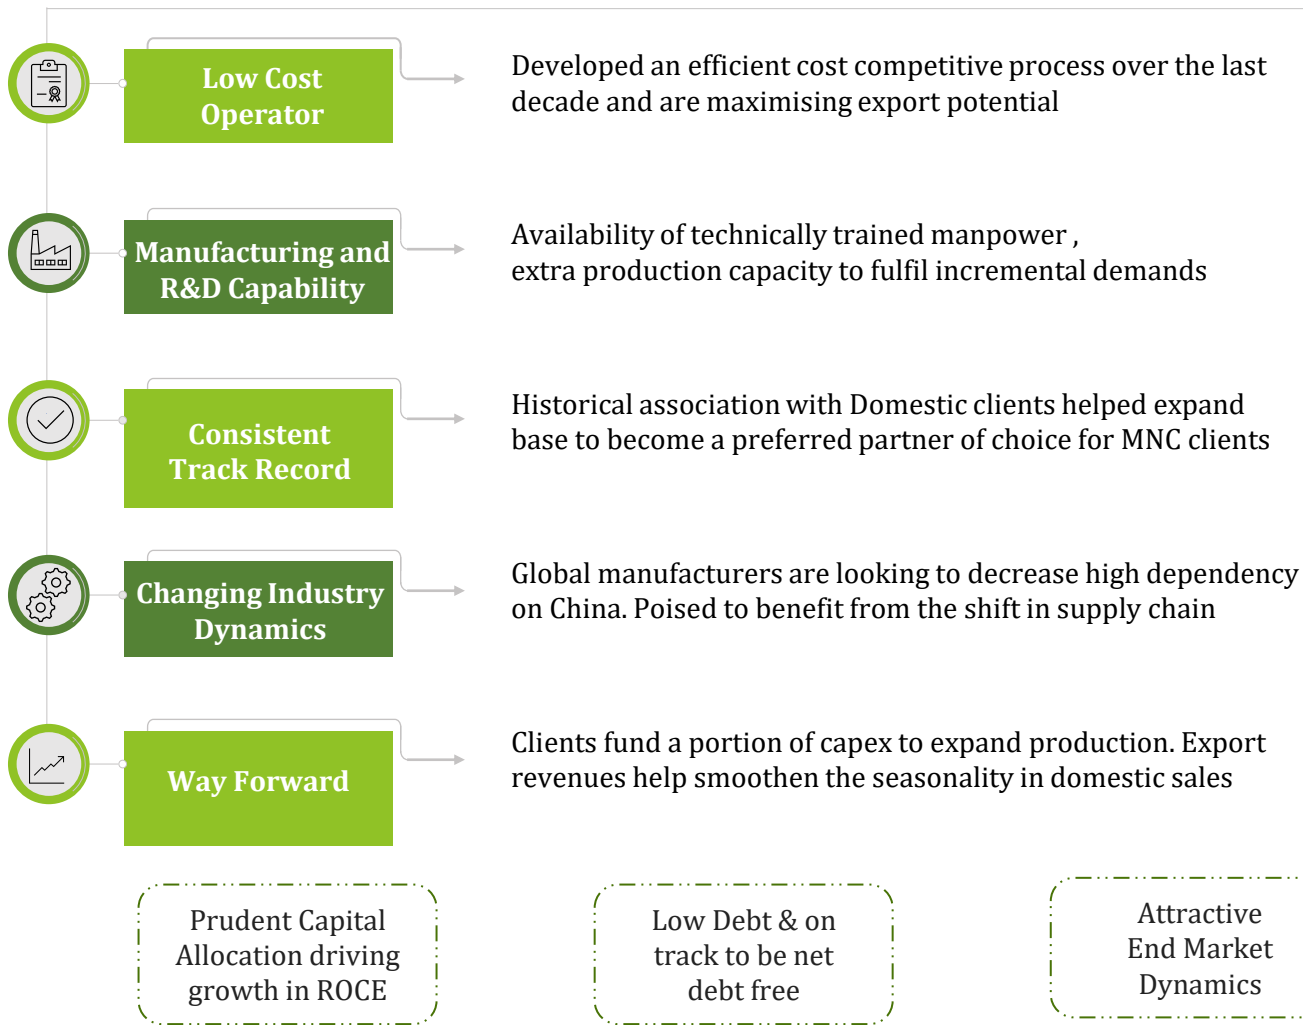 Low Cost
Operator
Developed an efficient cost competitive process over the last
decade and are maximising export potential
Manufacturing and
R&D Capability
Availability of technically trained manpower ,
extra production capacity to fulfil incremental demands
Consistent
Track Record
Historical association with Domestic clients helped expand
base to become a preferred partner of choice for MNC clients
Changing Industry
Dynamics
Global manufacturers are looking to decrease high dependency
on China. Poised to benefit from the shift in supply chain
Way Forward
Clients fund a portion of capex to expand production. Export
revenues help smoothen the seasonality in domestic sales
Prudent Capital
Allocation driving
growth in ROCE
Low Debt & on
track to be net
debt free
Attractive
End Market
Dynamics